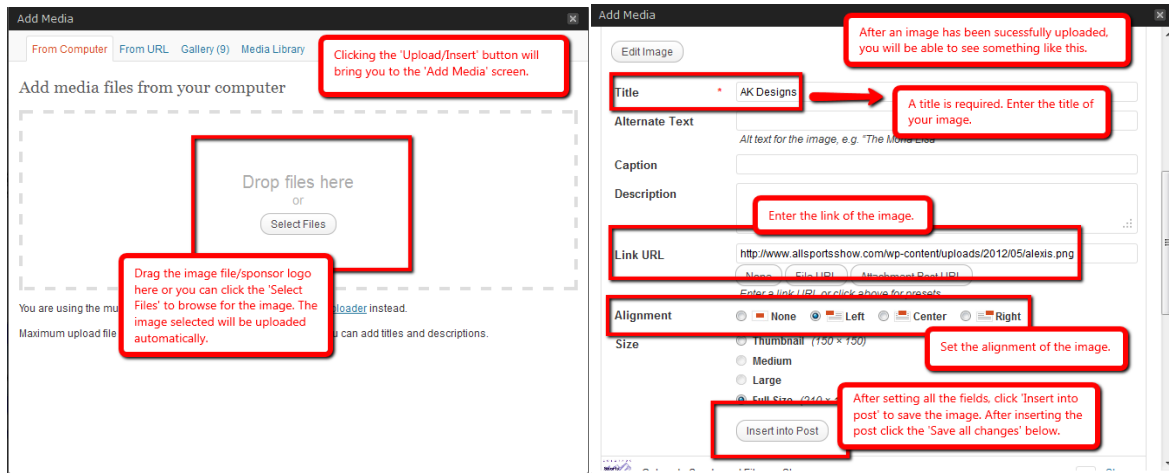 Add Media
From Computer From URL Gallery (9) Media Library
Clicking the 'Upload/Insert' button will
bring you to the 'Add Media' screen.
Add media files from your computer
Drop files here
or
Select Files
Drag the image file/sponsor logo
here or you can click the 'Select
Files' to browse for the image. The
image selected will be uploaded
automatically.
You are using the mu loader instead.
Maximum upload file u can add titles and descriptions.
Add Media
After an image has been sucessfully uploaded,
you will be able to see something like this.
Edit Image
Title * AK Designs
A title is required. Enter the title of
your image.
Alternate Text
Alt text for the image, e.g. "The Mona Lisa"
Caption
Description
Enter the link of the image.
Link URL http://www.allsportsshow.com/wp-content/uploads/2012/05/alexis.png
None File URL Attachment Post URL
Enter a link URL or click above for presets.
Alignment None Left Center Right
Set the alignment of the image.
Size Thumbnail (150 × 150)
Medium
Large
Full Size
After setting all the fields, click 'Insert into
post' to save the image. After inserting the
post click the 'Save all changes' below.
Insert into Post